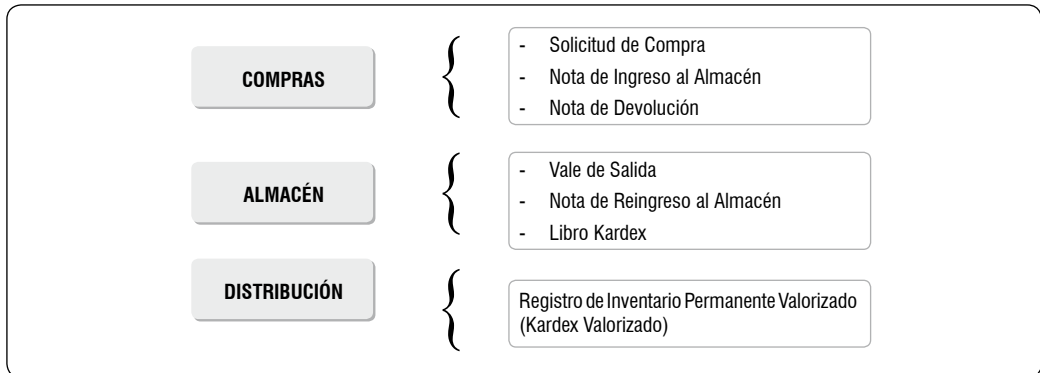 COMPRAS
- Solicitud de Compra
- Nota de Ingreso al Almacén
- Nota de Devolución
ALMACÉN
- Vale de Salida
- Nota de Reingreso al Almacén
- Libro Kardex
DISTRIBUCIÓN
Registro de Inventario Permanente Valorizado
(Kardex Valorizado)